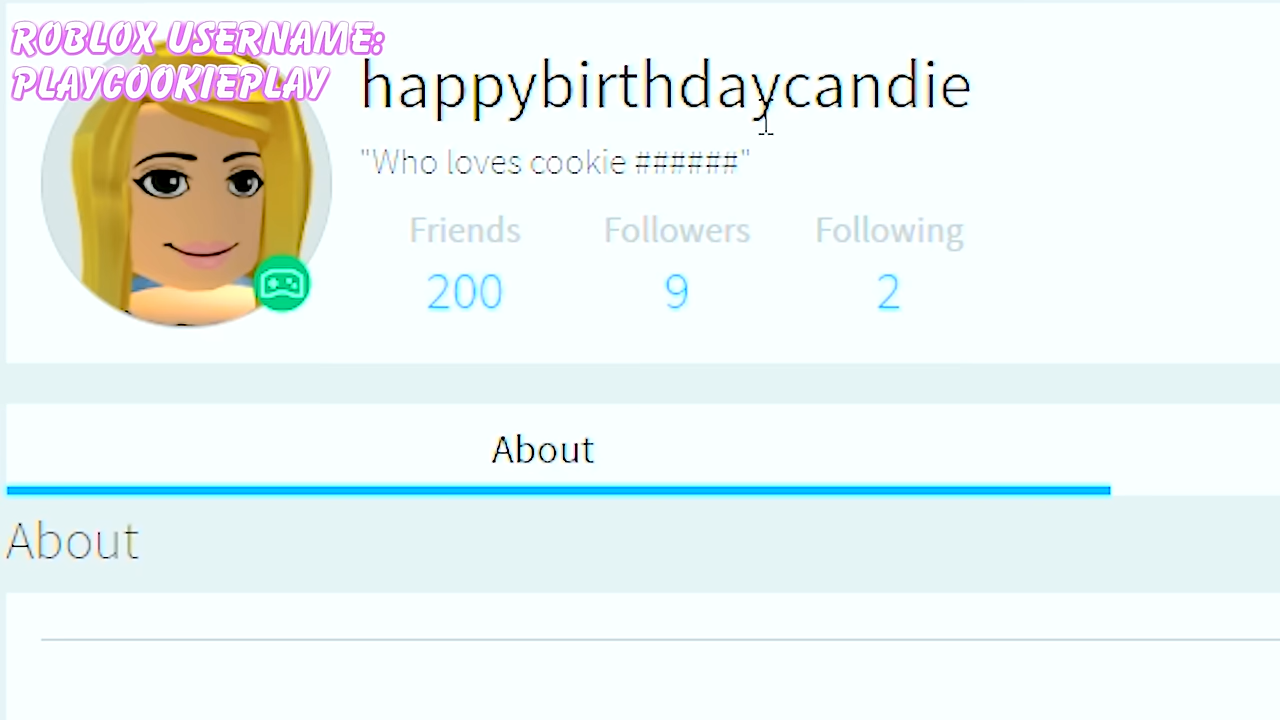 ROBLOX USERNAME:
PLAYCOOKIEPLAY
happybirthdaycandie
"Who loves cookie ######"
Friends Followers Following
200 9 2
About
About